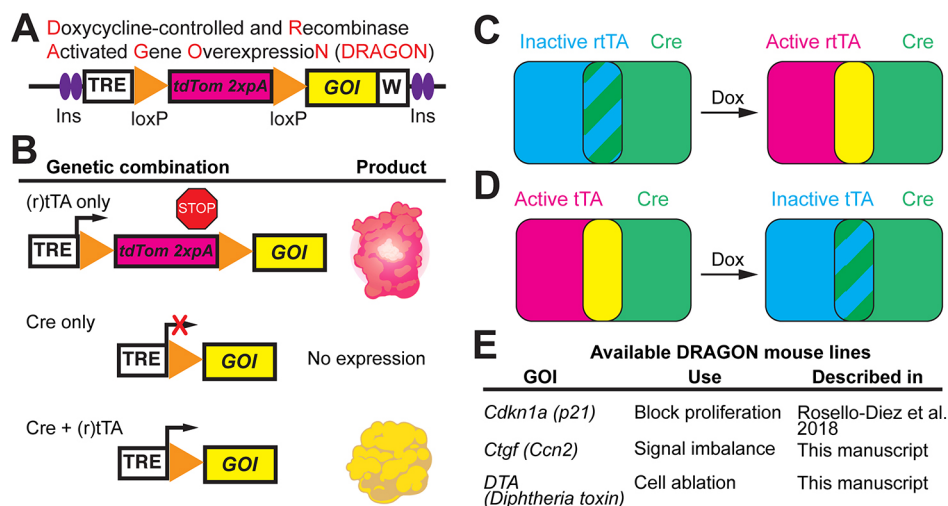 A
Doxycycline-controlled and Recombinase
Activated Gene OverexpressioN (DRAGON)
TRE
tdTom 2xpA
GOI
W
Ins
loxP
loxP
Ins
B
Genetic combination
Product
(r)tTA only
STOP
TRE
tdTom 2xpA
GOI
Cre only
TRE
GOI
No expression
Cre + (r)tTA
TRE
GOI
C
Inactive rtTA
Cre
Active rtTA
Cre
Dox
D
Active tTA
Cre
Inactive tTA
Cre
Dox
E
Available DRAGON mouse lines
GOI
Use
Described in
Cdkn1a (p21)
Block proliferation
Rosello-Diez et al.
2018
Ctgf (Ccn2)
Signal imbalance
This manuscript
DTA
(Diphtheria toxin)
Cell ablation
This manuscript